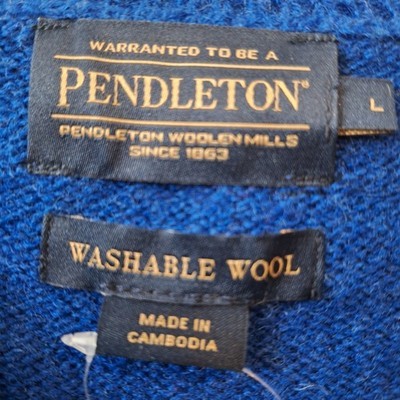 WARRANTED TO BE A
PENDLETON®
L
PENDLETON WOOLEN MILLS
SINCE 1863
WASHABLE WOOL
MADE IN
CAMBODIA